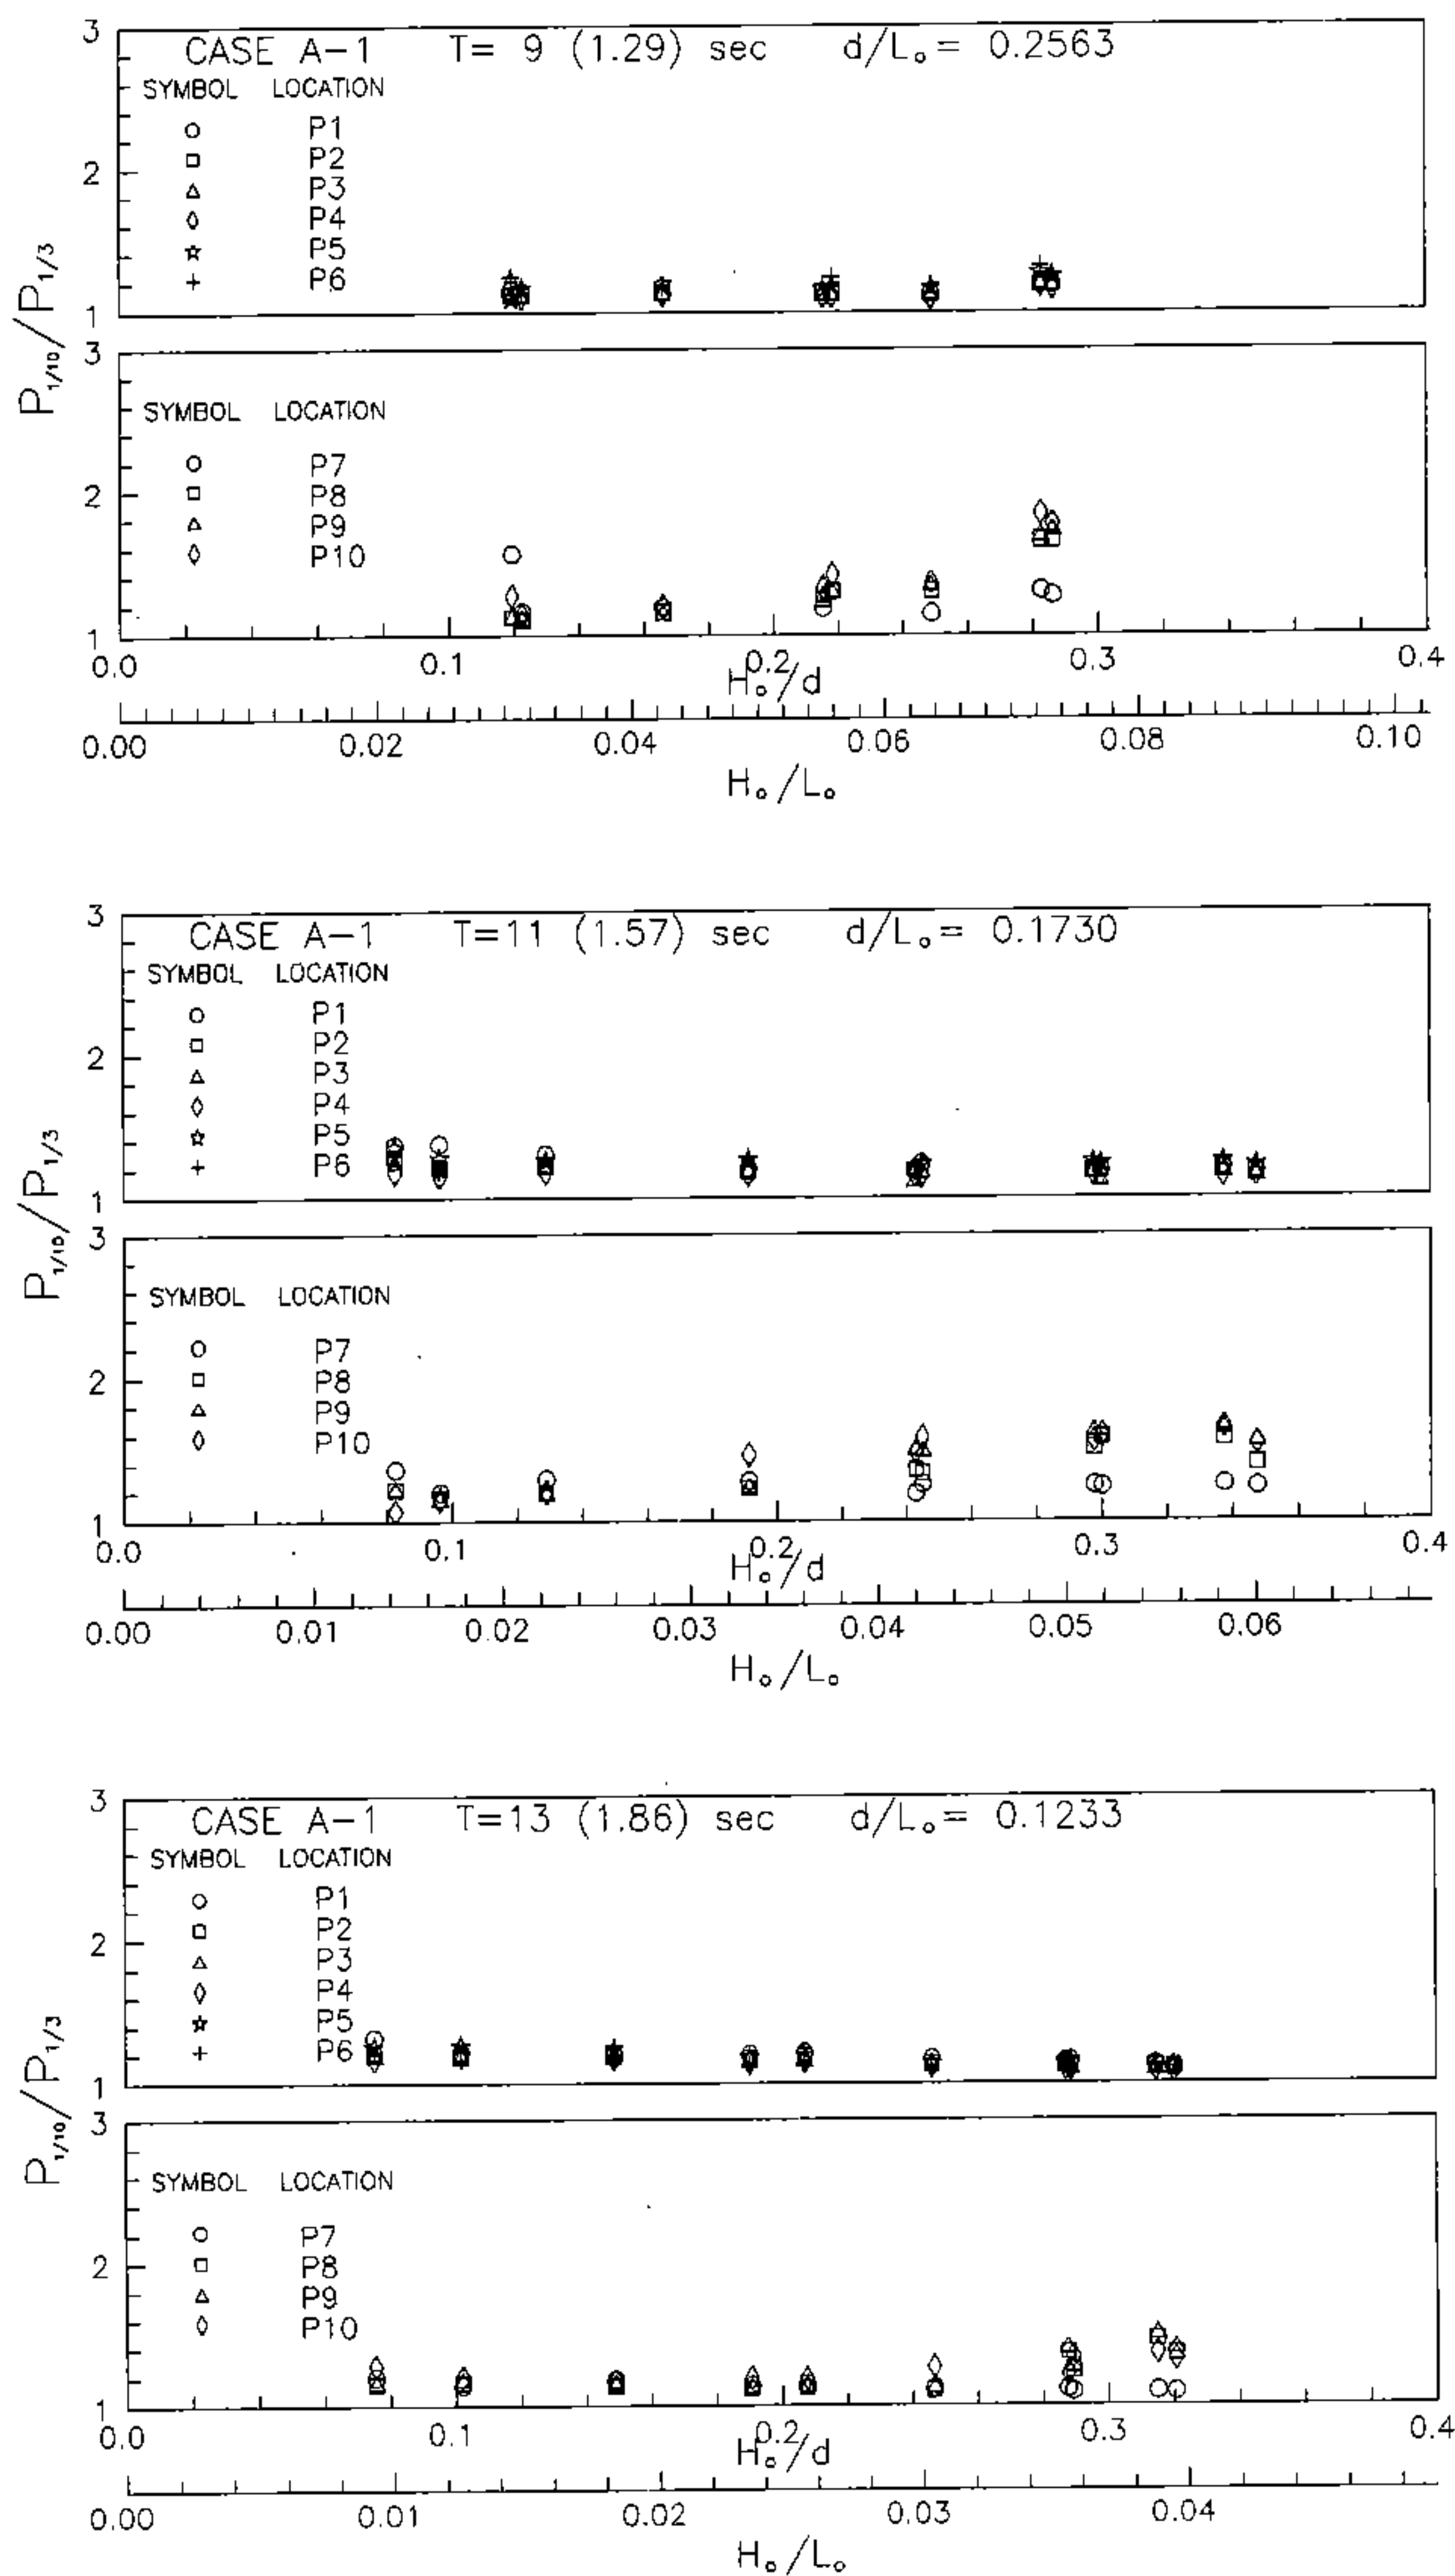 3
CASE A-1 T= 9 (1.29) sec d/L₀= 0.2563
SYMBOL LOCATION
P1
P2
2
P3
P4
P5
P6
1
P₁/₁₀/P₁/₃
3
SYMBOL LOCATION
P7
2
P8
P9
P10
1
0.0 0.1 0.2 0.3 0.4
H₀/d
0.00 0.02 0.04 0.06 0.08 0.10
H₀/L₀
3
CASE A-1 T=11 (1.57) sec d/L₀= 0.1730
SYMBOL LOCATION
P1
P2
2
P3
P4
P5
P6
1
P₁/₁₀/P₁/₃
3
SYMBOL LOCATION
P7
2
P8
P9
P10
1
0.0 0.1 0.2 0.3 0.4
H₀/d
0.00 0.01 0.02 0.03 0.04 0.05 0.06
H₀/L₀
3
CASE A-1 T=13 (1.86) sec d/L₀= 0.1233
SYMBOL LOCATION
P1
P2
2
P3
P4
P5
P6
1
P₁/₁₀/P₁/₃
3
SYMBOL LOCATION
P7
2
P8
P9
P10
1
0.0 0.1 0.2 0.3 0.4
H₀/d
0.00 0.01 0.02 0.03 0.04
H₀/L₀